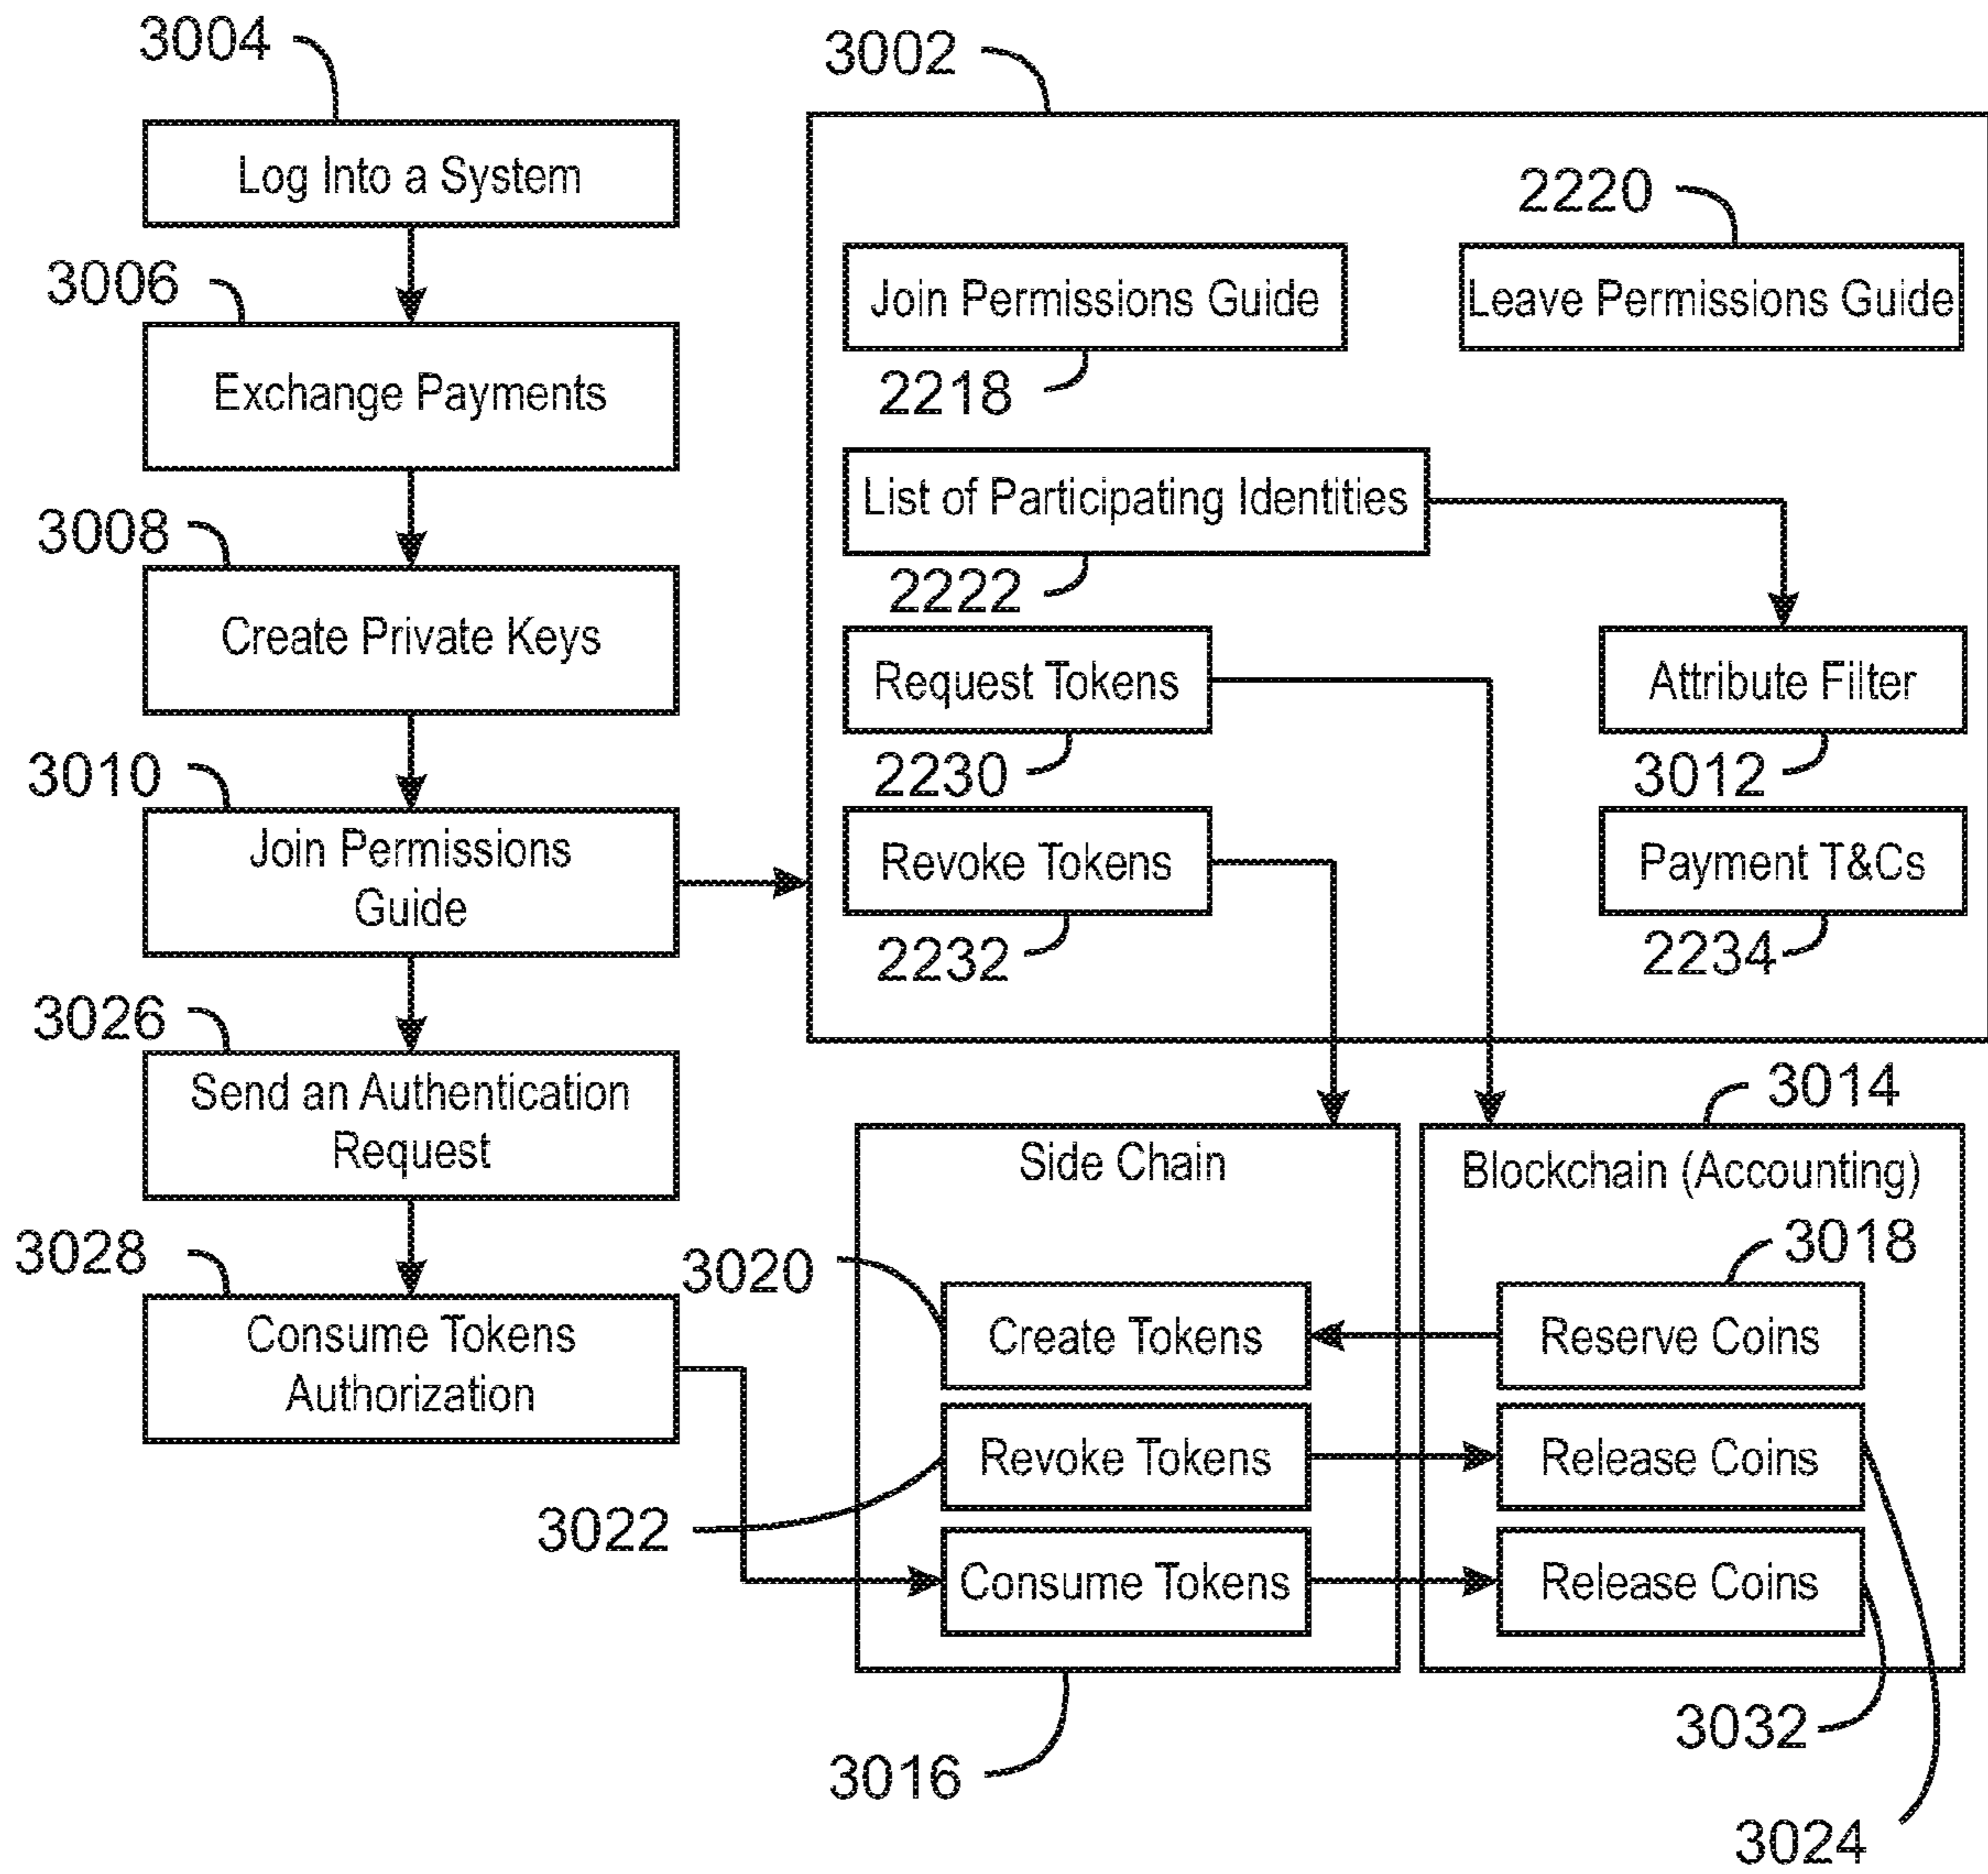 3004
Log Into a System
3006
Exchange Payments
3008
Create Private Keys
3010
Join Permissions
Guide
3026
Send an Authentication
Request
3028
Consume Tokens
Authorization
3002
2220
Join Permissions Guide
Leave Permissions Guide
2218
List of Participating Identities
2222
Request Tokens
Attribute Filter
2230
3012
Revoke Tokens
Payment T&Cs
2232
2234
3014
Side Chain
Blockchain (Accounting)
3018
3020
Create Tokens
Reserve Coins
Revoke Tokens
Release Coins
3022
Consume Tokens
Release Coins
3032
3016
3024